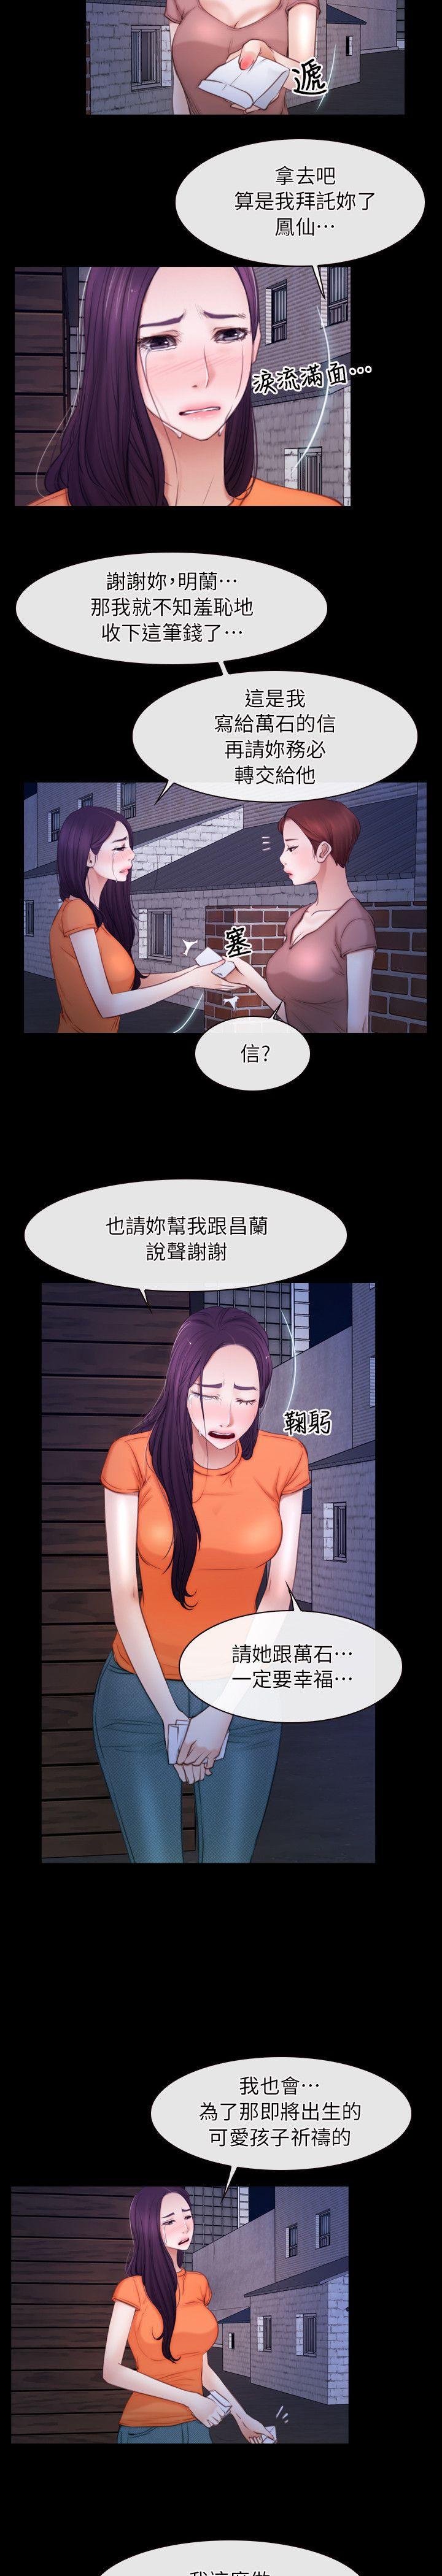 遞
拿去吧
算是我拜託妳了
鳳仙⋯
淚流滿面⋯
謝謝妳，明蘭⋯
那我就不知羞恥地
收下這筆錢了⋯
這是我
寫給萬石的信
再請妳務必
轉交給他
塞
信?
也請妳幫我跟昌蘭
說聲謝謝
鞠躬
請她跟萬石⋯
一定要幸福⋯
我也會⋯
為了那即將出生的
可愛孩子祈禱的
我這麼做